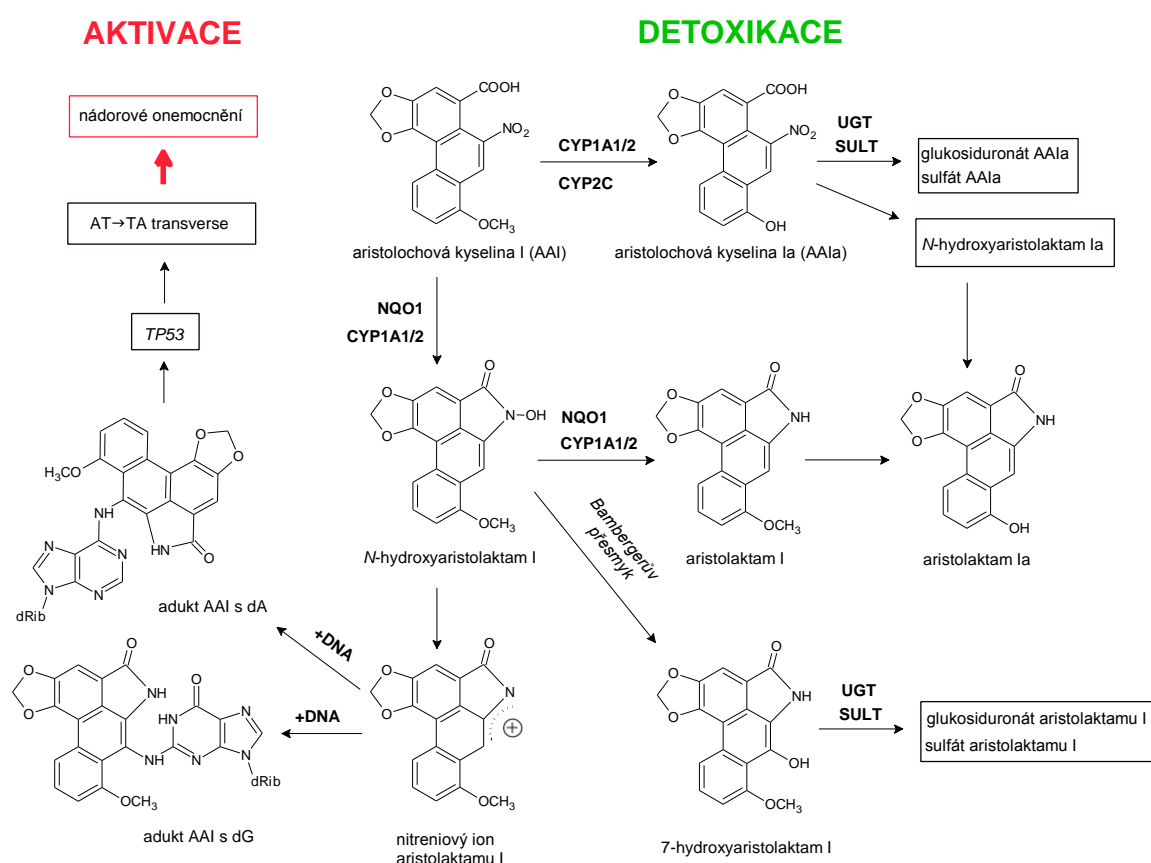 AKTIVACE
DETOXIKACE
nádorové onemocnění
AT→TA transverse
TP53
O
O
COOH
NO2
OCH3
aristolochová kyselina I (AAI)
CYP1A1/2
CYP2C
O
O
COOH
NO2
OH
aristolochová kyselina Ia (AAIa)
UGT
SULT
glukosiduronát AAIa
sulfát AAIa
N-hydroxyaristolaktam Ia
NQO1
CYP1A1/2
O
O
O
N-OH
OCH3
N-hydroxyaristolaktam I
NQO1
CYP1A1/2
O
O
O
NH
OCH3
aristolaktam I
O
O
O
NH
OH
aristolaktam Ia
Bambergerův
přesmyk
O
O
CH3O
NH
NH
O
N
N
N
N
dRib
adukt AAI s dA
+DNA
+DNA
O
O
O
NH
NH
OCH3
O
HN
N
N
N
dRib
adukt AAI s dG
O
O
O
N
+
OCH3
nitreniový ion
aristolaktamu I
O
O
O
NH
OH
OCH3
7-hydroxyaristolaktam I
UGT
SULT
glukosiduronát aristolaktamu I
sulfát aristolaktamu I